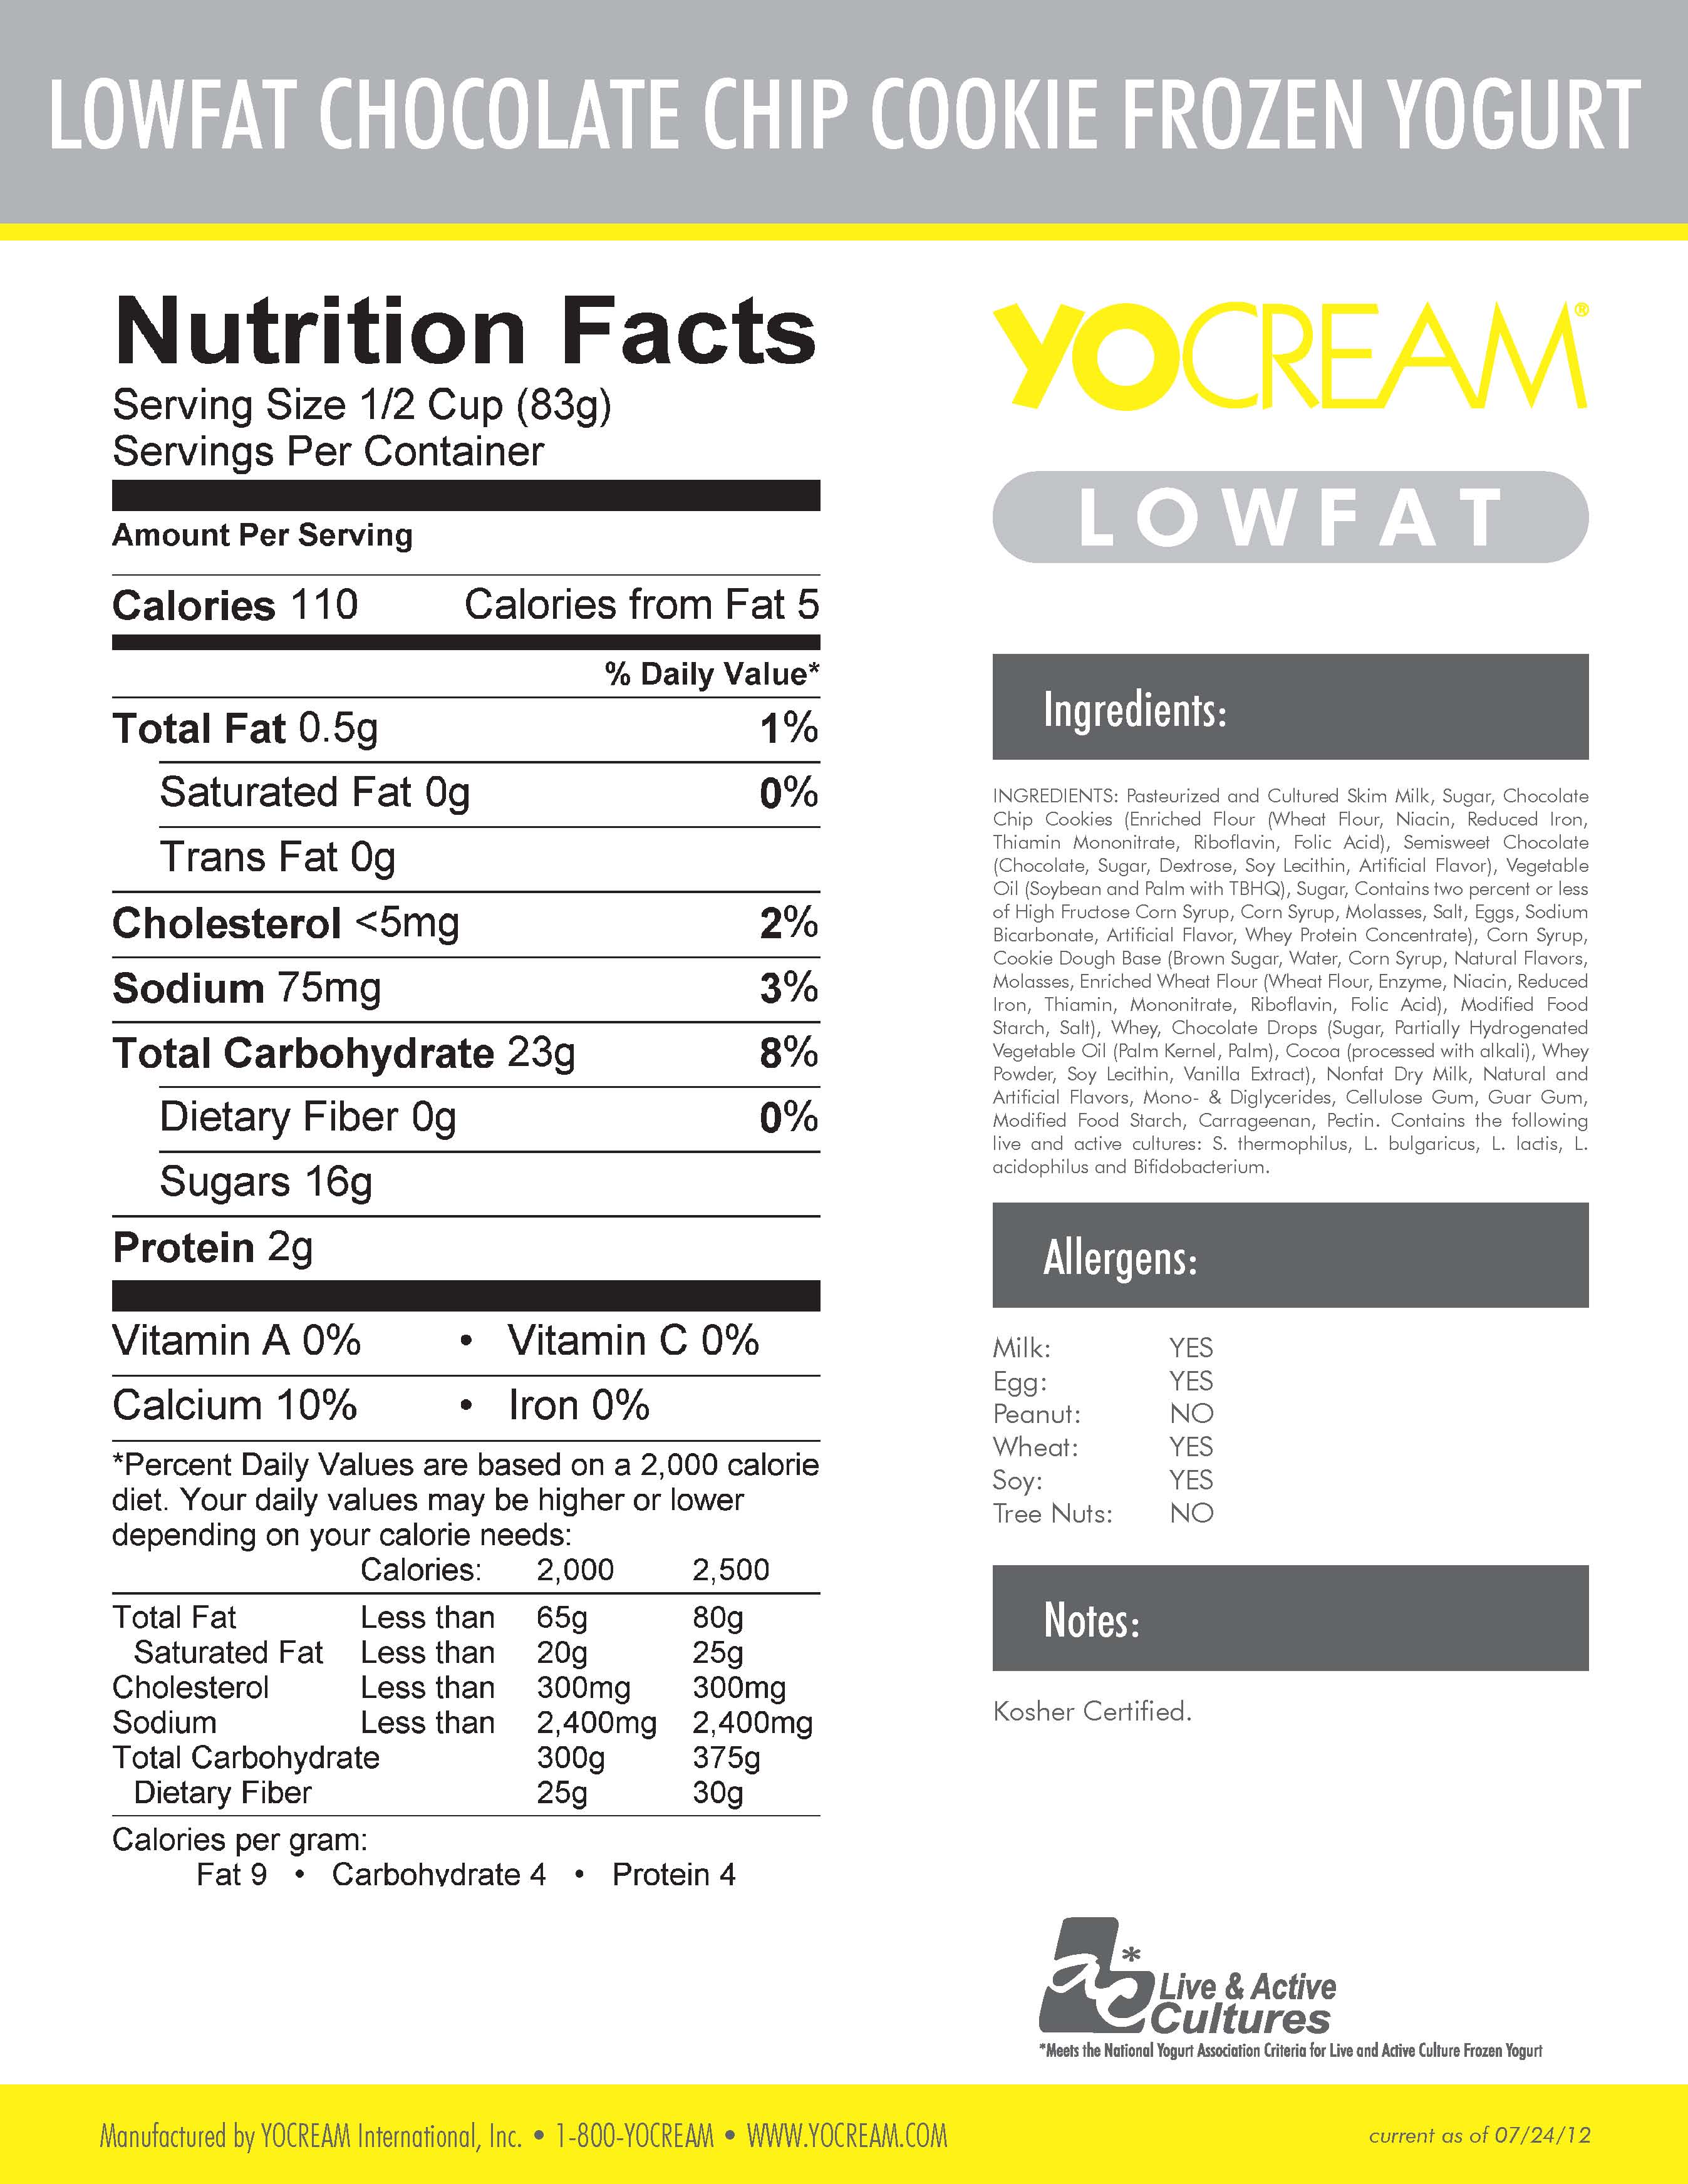 LOWFAT CHOCOLATE CHIP COOKIE FROZEN YOGURT
Nutrition Facts
Serving Size 1/2 Cup (83g)
Servings Per Container
Amount Per Serving
Calories 110 Calories from Fat 5
% Daily Value*
Total Fat 0.5g 1%
Saturated Fat 0g 0%
Trans Fat 0g
Cholesterol <5mg 2%
Sodium 75mg 3%
Total Carbohydrate 23g 8%
Dietary Fiber 0g 0%
Sugars 16g
Protein 2g
Vitamin A 0% • Vitamin C 0%
Calcium 10% • Iron 0%
*Percent Daily Values are based on a 2,000 calorie
diet. Your daily values may be higher or lower
depending on your calorie needs:
Calories: 2,000 2,500
Total Fat Less than 65g 80g
Saturated Fat Less than 20g 25g
Cholesterol Less than 300mg 300mg
Sodium Less than 2,400mg 2,400mg
Total Carbohydrate 300g 375g
Dietary Fiber 25g 30g
Calories per gram:
Fat 9 • Carbohydrate 4 • Protein 4
YOCREAM®
LOWFAT
Ingredients:
INGREDIENTS: Pasteurized and Cultured Skim Milk, Sugar, Chocolate
Chip Cookies (Enriched Flour (Wheat Flour, Niacin, Reduced Iron,
Thiamin Mononitrate, Riboflavin, Folic Acid), Semisweet Chocolate
(Chocolate, Sugar, Dextrose, Soy Lecithin, Artificial Flavor), Vegetable
Oil (Soybean and Palm with TBHQ), Sugar, Contains two percent or less
of High Fructose Corn Syrup, Corn Syrup, Molasses, Salt, Eggs, Sodium
Bicarbonate, Artificial Flavor, Whey Protein Concentrate), Corn Syrup,
Cookie Dough Base (Brown Sugar, Water, Corn Syrup, Natural Flavors,
Molasses, Enriched Wheat Flour (Wheat Flour, Enzyme, Niacin, Reduced
Iron, Thiamin, Mononitrate, Riboflavin, Folic Acid), Modified Food
Starch, Salt), Whey, Chocolate Drops (Sugar, Partially Hydrogenated
Vegetable Oil (Palm Kernel, Palm), Cocoa (processed with alkali), Whey
Powder, Soy Lecithin, Vanilla Extract), Nonfat Dry Milk, Natural and
Artificial Flavors, Mono- & Diglycerides, Cellulose Gum, Guar Gum,
Modified Food Starch, Carrageenan, Pectin. Contains the following
live and active cultures: S. thermophilus, L. bulgaricus, L. lactis, L.
acidophilus and Bifidobacterium.
Allergens:
Milk: YES
Egg: YES
Peanut: NO
Wheat: YES
Soy: YES
Tree Nuts: NO
Notes:
Kosher Certified.
ac*
Live & Active
Cultures
*Meets the National Yogurt Association Criteria for Live and Active Culture Frozen Yogurt
Manufactured by YOCREAM International, Inc. • 1-800-YOCREAM • WWW.YOCREAM.COM
current as of 07/24/12